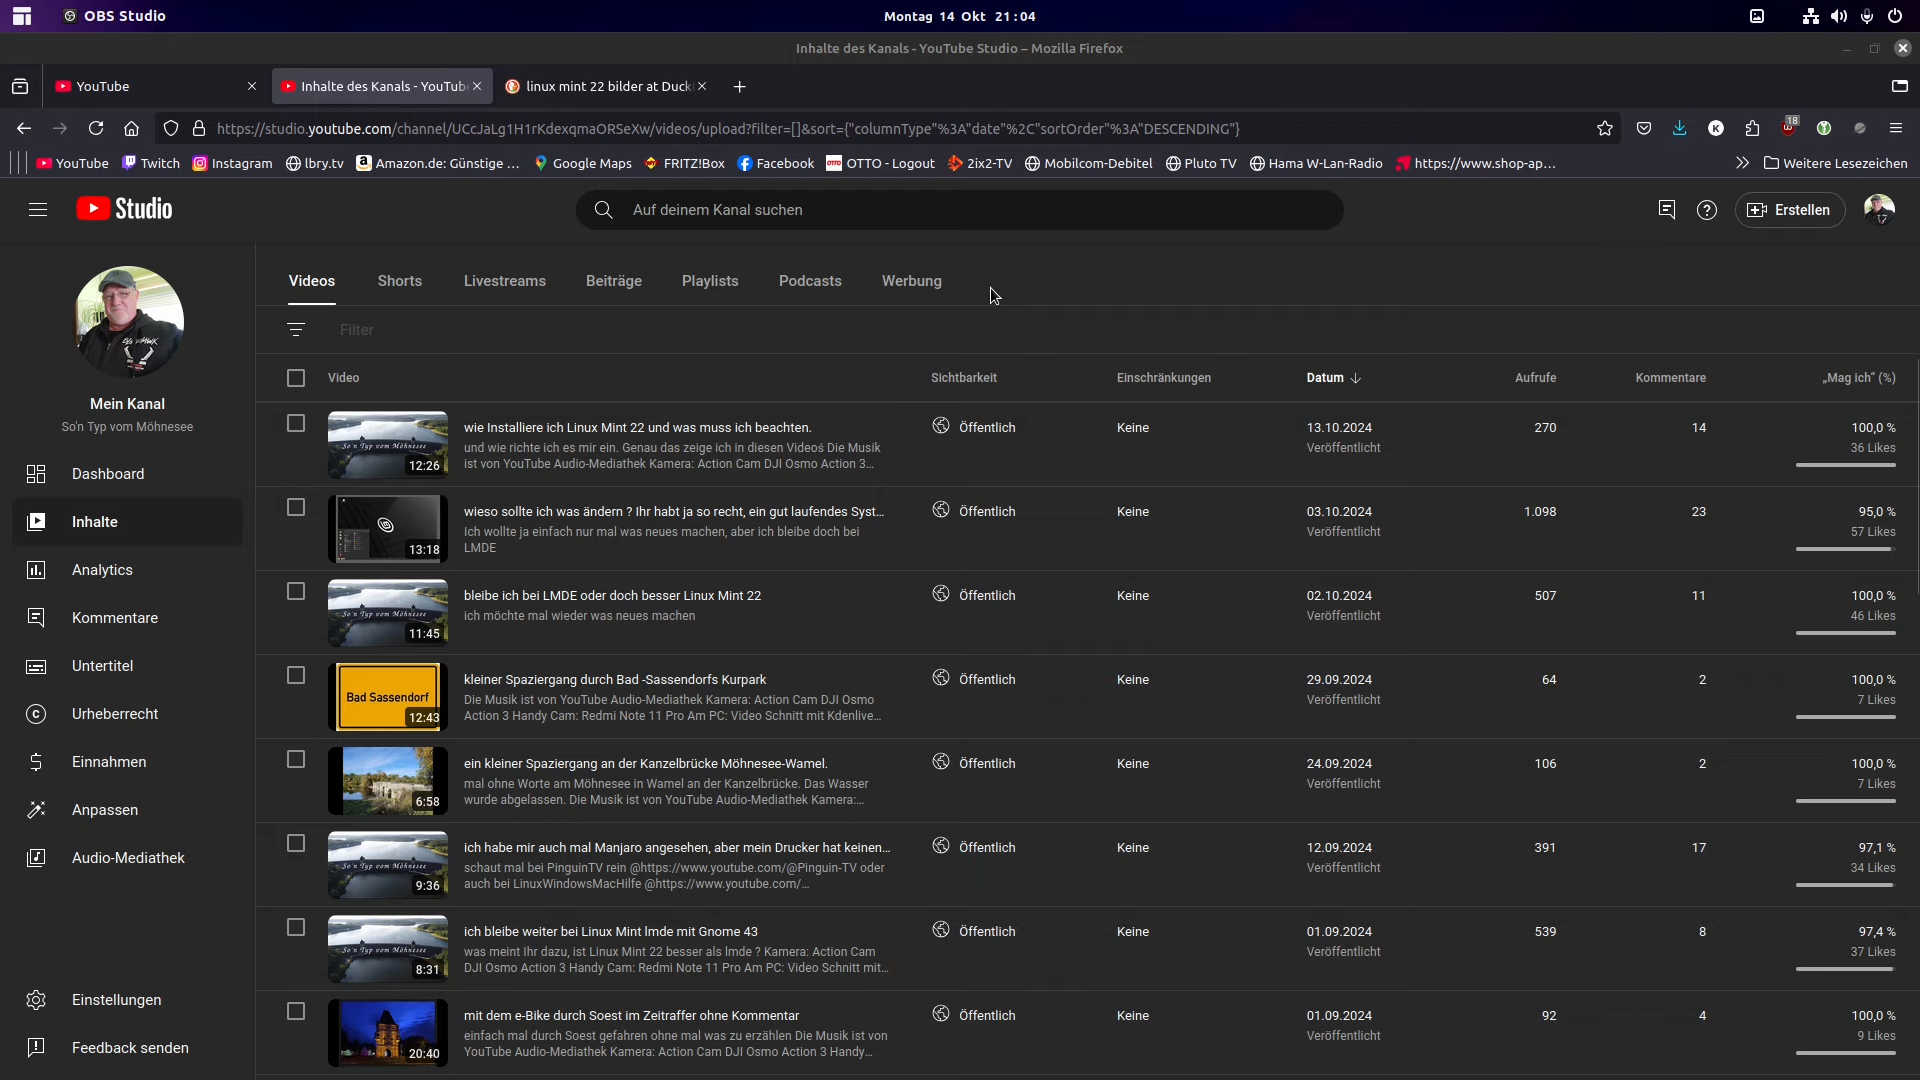 OBS Studio
Montag 14 Okt 21:04
Inhalte des Kanals - YouTube Studio – Mozilla Firefox
YouTube
Inhalte des Kanals - YouTub
linux mint 22 bilder at Duck
https://studio.youtube.com/channel/UCcJaLg1H1rKdexqmaORSeXw/videos/upload?filter=[]&sort={"columnType"%3A"date"%2C"sortOrder"%3A"DESCENDING"}
18
YouTube Twitch Instagram lbry.tv Amazon.de: Günstige ... Google Maps FRITZ!Box Facebook OTTO - Logout 2ix2-TV Mobilcom-Debitel Pluto TV Hama W-Lan-Radio https://www.shop-ap... Weitere Lesezeichen
Studio
Auf deinem Kanal suchen
Erstellen
Mein Kanal
So'n Typ vom Möhnesee
Dashboard
Inhalte
Analytics
Kommentare
Untertitel
Urheberrecht
Einnahmen
Anpassen
Audio-Mediathek
Einstellungen
Feedback senden
Videos Shorts Livestreams Beiträge Playlists Podcasts Werbung
Filter
Video Sichtbarkeit Einschränkungen Datum Aufrufe Kommentare „Mag ich“ (%)
So'n Typ vom Möhnesee
12:26
wie Installiere ich Linux Mint 22 und was muss ich beachten.
und wie richte ich es mir ein. Genau das zeige ich in diesen Videoś Die Musik
ist von YouTube Audio-Mediathek Kamera: Action Cam DJI Osmo Action 3...
Öffentlich Keine 13.10.2024 270 14 100,0 %
Veröffentlicht 36 Likes
13:18
wieso sollte ich was ändern ? Ihr habt ja so recht, ein gut laufendes Syst...
Ich wollte ja einfach nur mal was neues machen, aber ich bleibe doch bei
LMDE
Öffentlich Keine 03.10.2024 1.098 23 95,0 %
Veröffentlicht 57 Likes
So'n Typ vom Möhnesee
11:45
bleibe ich bei LMDE oder doch besser Linux Mint 22
ich möchte mal wieder was neues machen
Öffentlich Keine 02.10.2024 507 11 100,0 %
Veröffentlicht 46 Likes
Bad Sassendorf
12:43
kleiner Spaziergang durch Bad -Sassendorfs Kurpark
Die Musik ist von YouTube Audio-Mediathek Kamera: Action Cam DJI Osmo
Action 3 Handy Cam: Redmi Note 11 Pro Am PC: Video Schnitt mit Kdenlive...
Öffentlich Keine 29.09.2024 64 2 100,0 %
Veröffentlicht 7 Likes
6:58
ein kleiner Spaziergang an der Kanzelbrücke Möhnesee-Wamel.
mal ohne Worte am Möhnesee in Wamel an der Kanzelbrücke. Das Wasser
wurde abgelassen. Die Musik ist von YouTube Audio-Mediathek Kamera:...
Öffentlich Keine 24.09.2024 106 2 100,0 %
Veröffentlicht 7 Likes
So'n Typ vom Möhnesee
9:36
ich habe mir auch mal Manjaro angesehen, aber mein Drucker hat keinen...
schaut mal bei PinguinTV rein @https://www.youtube.com/@Pinguin-TV oder
auch bei LinuxWindowsMacHilfe @https://www.youtube.com/...
Öffentlich Keine 12.09.2024 391 17 97,1 %
Veröffentlicht 34 Likes
So'n Typ vom Möhnesee
8:31
ich bleibe weiter bei Linux Mint lmde mit Gnome 43
was meint Ihr dazu, ist Linux Mint 22 besser als lmde ? Kamera: Action Cam
DJI Osmo Action 3 Handy Cam: Redmi Note 11 Pro Am PC: Video Schnitt mit...
Öffentlich Keine 01.09.2024 539 8 97,4 %
Veröffentlicht 37 Likes
20:40
mit dem e-Bike durch Soest im Zeitraffer ohne Kommentar
einfach mal durch Soest gefahren ohne mal was zu erzählen Die Musik ist von
YouTube Audio-Mediathek Kamera: Action Cam DJI Osmo Action 3 Handy...
Öffentlich Keine 01.09.2024 92 4 100,0 %
Veröffentlicht 9 Likes